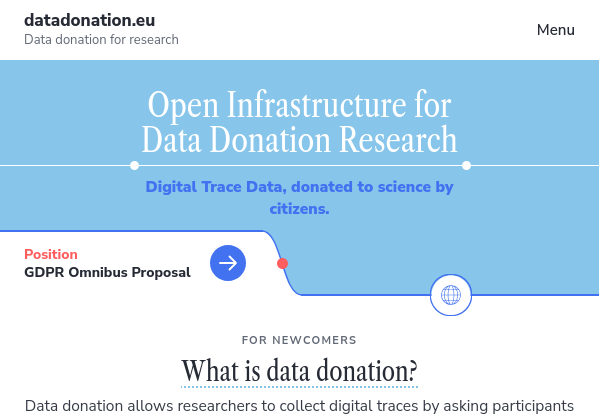 datadonation.eu
Data donation for research
Menu
Open Infrastructure for
Data Donation Research
Digital Trace Data, donated to science by
citizens.
Position
GDPR Omnibus Proposal
FOR NEWCOMERS
What is data donation?
Data donation allows researchers to collect digital traces by asking participants